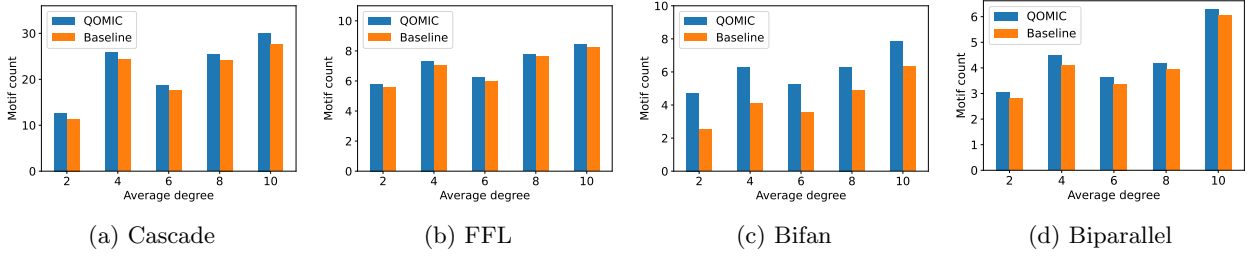 QOMIC
Baseline
Motif count
30
20
10
0
2 4 6 8 10
Average degree
(a) Cascade
QOMIC
Baseline
Motif count
10
8
6
4
2
0
2 4 6 8 10
Average degree
(b) FFL
QOMIC
Baseline
Motif count
10
8
6
4
2
0
2 4 6 8 10
Average degree
(c) Bifan
QOMIC
Baseline
Motif count
6
5
4
3
2
1
0
2 4 6 8 10
Average degree
(d) Biparallel